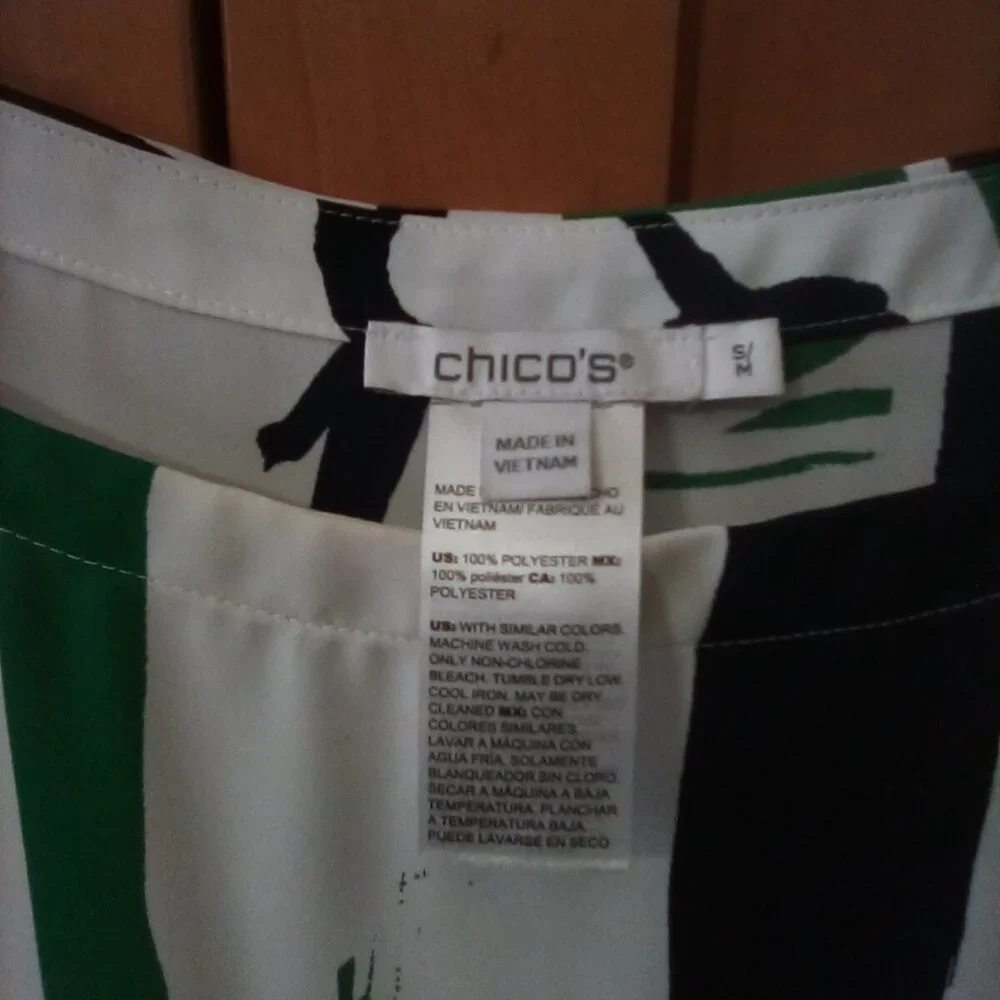 chico's®
S/
M
MADE IN
VIETNAM
MADE
EN VIETNAM/ FABRIQUÉ AU
VIETNAM
US: 100% POLYESTER MX:
100% poliéster CA: 100%
POLYESTER
US: WITH SIMILAR COLORS.
MACHINE WASH COLD.
ONLY NON-CHLORINE
BLEACH. TUMBLE DRY LOW.
COOL IRON. MAY BE DRY
CLEANED MX: CON
COLORES SIMILARES.
LAVAR A MÁQUINA CON
AGUA FRÍA. SOLAMENTE
BLANQUEADOR SIN CLORO.
SECAR A MÁQUINA A BAJA
TEMPERATURA. PLANCHAR
A TEMPERATURA BAJA.
PUEDE LAVARSE EN SECO